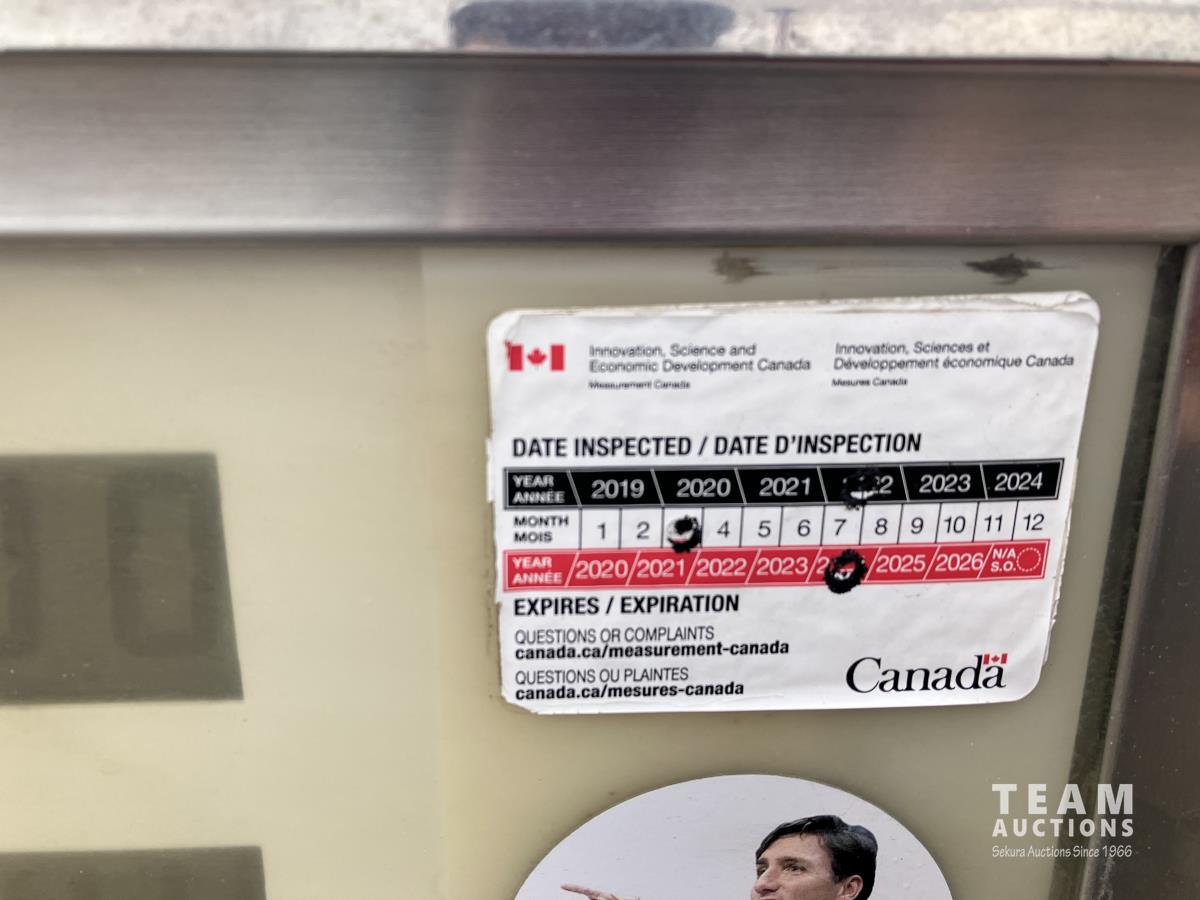 Innovation, Science and
Economic Development Canada
Measurement Canada
Innovation, Sciences et
Développement économique Canada
Mesures Canada
DATE INSPECTED / DATE D'INSPECTION
YEAR
ANNÉE
2019 2020 2021 2 2023 2024
MONTH
MOIS
1 2 4 5 6 7 8 9 10 11 12
YEAR
ANNÉE
2020 2021 2022 2023 2 2025 2026 N/A
S.O.
EXPIRES / EXPIRATION
QUESTIONS OR COMPLAINTS
canada.ca/measurement-canada
QUESTIONS OU PLAINTES
canada.ca/mesures-canada
Canada
TEAM
AUCTIONS
Sekura Auctions Since 1966